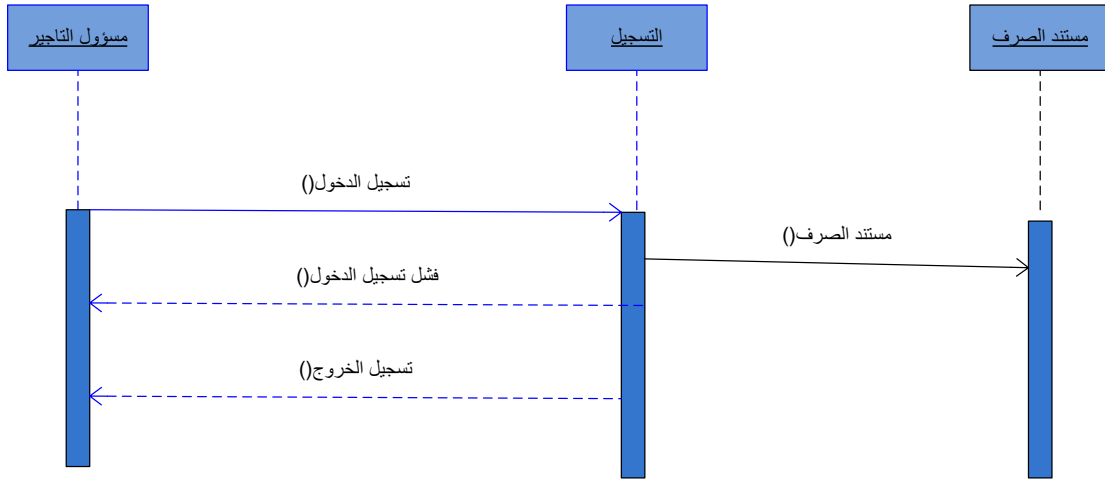 مسؤول التاجير
التسجيل
مستند الصرف
تسجيل الدخول()
مستند الصرف()
فشل تسجيل الدخول()
تسجيل الخروج()